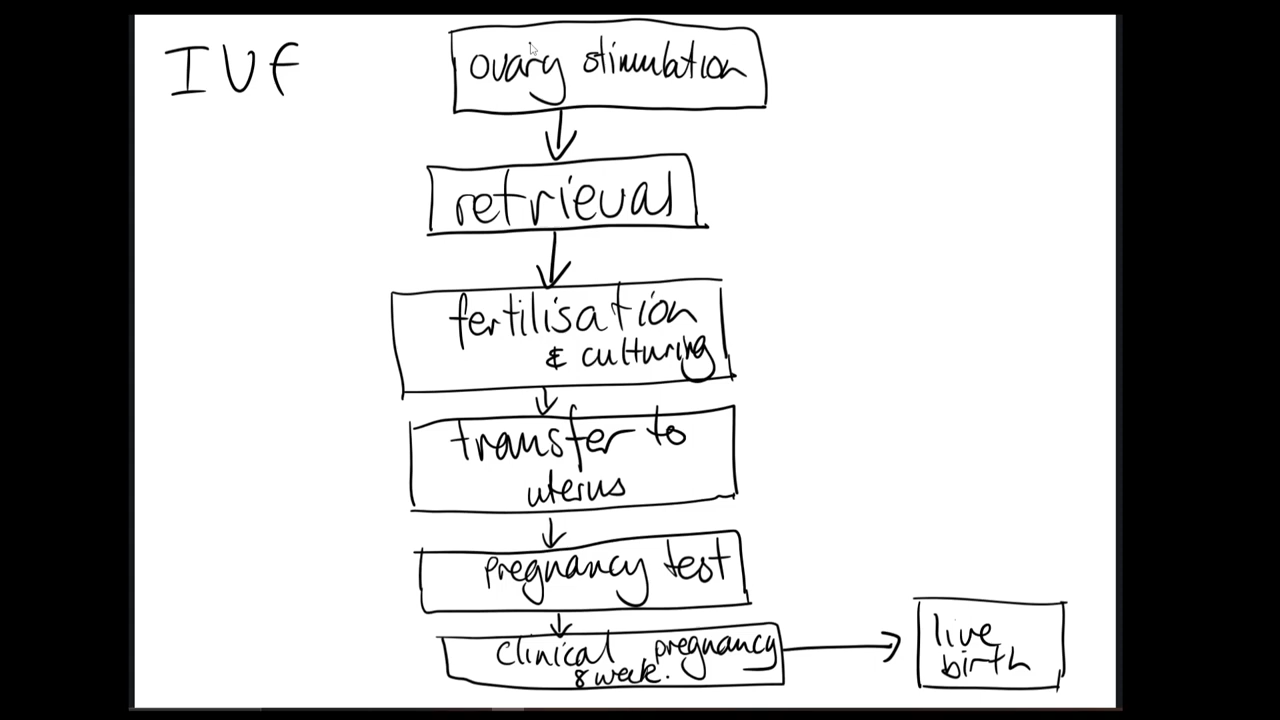 IVF
ovary stimulation
retrieval
fertilisation
& culturing
transfer to
uterus
pregnancy test
clinical pregnancy
8 week.
live
birth